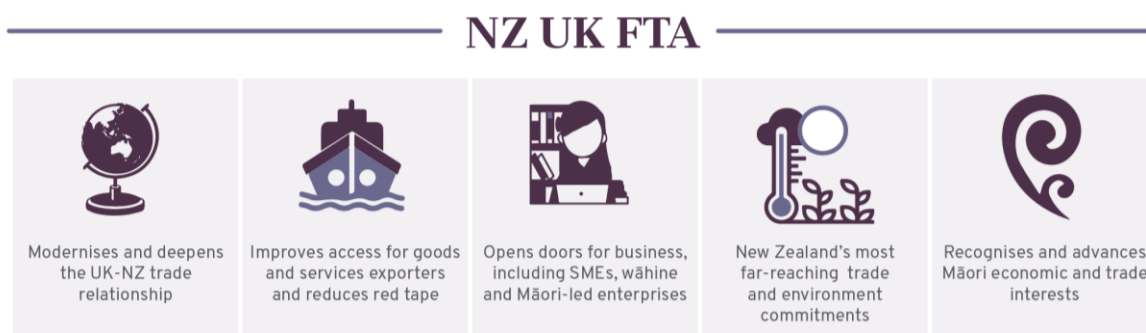 NZ UK FTA
Modernises and deepens
the UK-NZ trade
relationship
Improves access for goods
and services exporters
and reduces red tape
Opens doors for business,
including SMEs, wāhine
and Māori-led enterprises
New Zealand's most
far-reaching trade
and environment
commitments
Recognises and advances
Māori economic and trade
interests